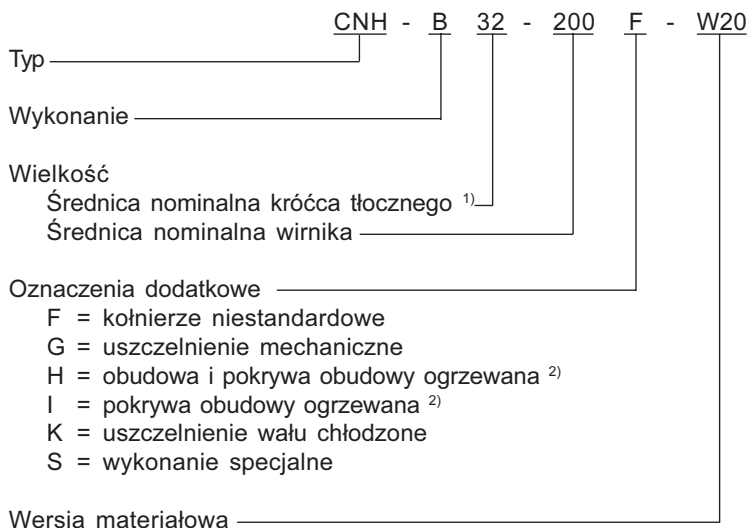 CNH - B 32 - 200 F - W20
Typ
Wykonanie
Wielkość
Średnica nominalna króćca tłocznego 1)
Średnica nominalna wirnika
Oznaczenia dodatkowe
F = kołnierze niestandardowe
G = uszczelnienie mechaniczne
H = obudowa i pokrywa obudowy ogrzewana 2)
I = pokrywa obudowy ogrzewana 2)
K = uszczelnienie wału chłodzone
S = wykonanie specjalne
Wersja materiałowa